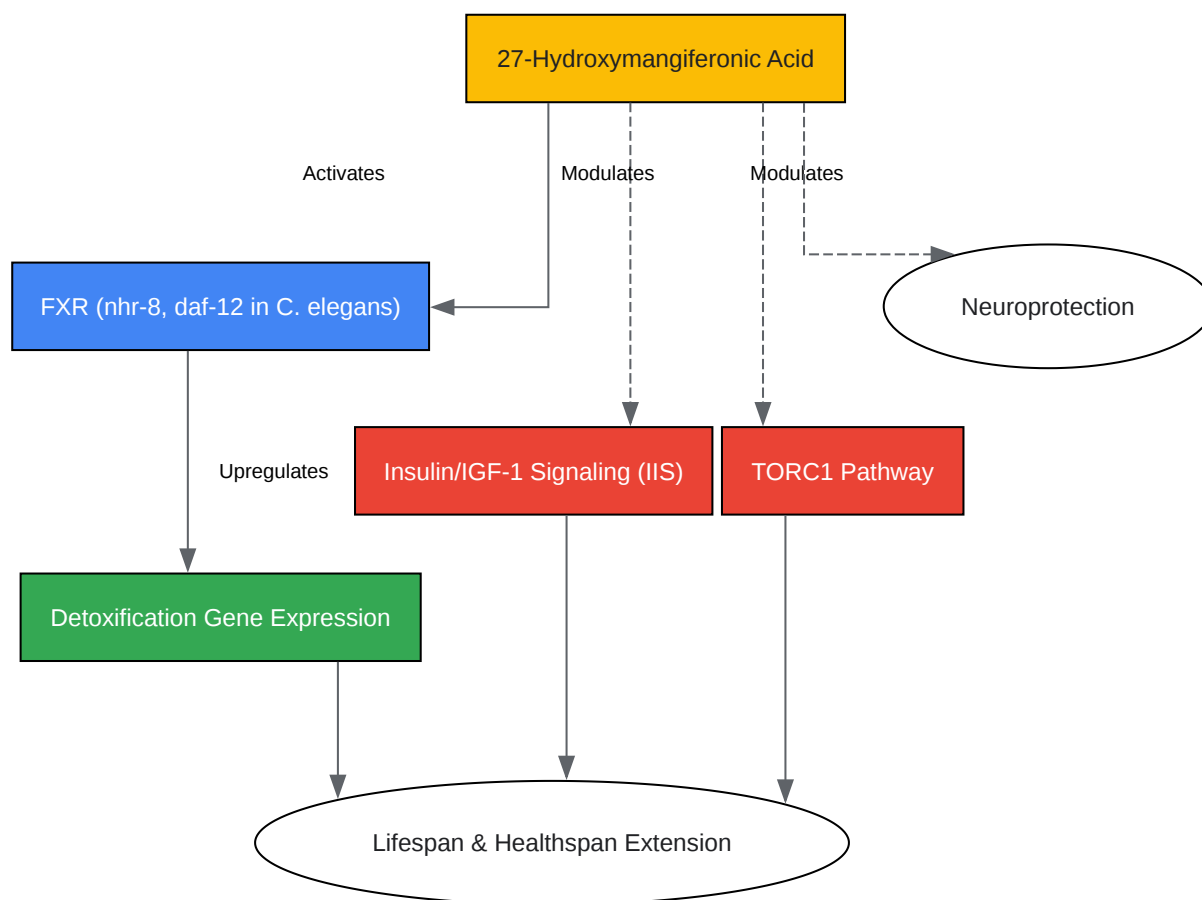 27-Hydroxymangiferonic Acid
Activates
Modulates
Modulates
FXR (nhr-8, daf-12 in C. elegans)
Neuroprotection
Upregulates
Insulin/IGF-1 Signaling (IIS)
TORC1 Pathway
Detoxification Gene Expression
Lifespan & Healthspan Extension